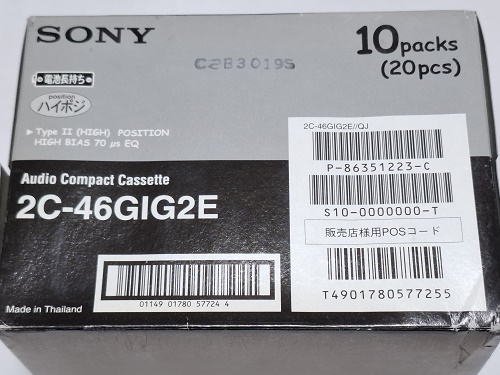 SONY
10packs
(20pcs)
C2B3019S
電池長持ち
position
ハイポジ
▶ Type II (HIGH) POSITION
HIGH BIAS 70 μs EQ
2C-46GIG2E//QJ
P-86351223-C
S10-0000000-T
販売店様用POSコード
T4901780577255
Audio Compact Cassette
2C-46GIG2E
01149 01780 57724 4
Made in Thailand